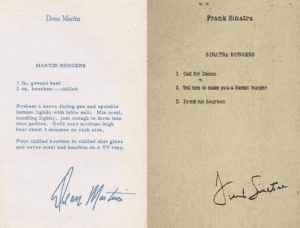 Dean Martin
MARTIN BURGERS
1 lb. ground beef
2 oz. bourbon---chilled
Preheat a heavy frying pan and sprinkle
bottom lightly with table salt. Mix meat,
handling lightly, just enough to form into
four patties. Grill over medium-high
heat about 4 minutes on each side.
Pour chilled bourbon in chilled shot glass
and serve meat and bourbon on a TV tray.
Dean Martin
Frank Sinatra
SINATRA BURGERS
1. Call for Deano.
2. Tell him to make you a Martin Burger.
3. Drink his bourbon
Frank Sinatra